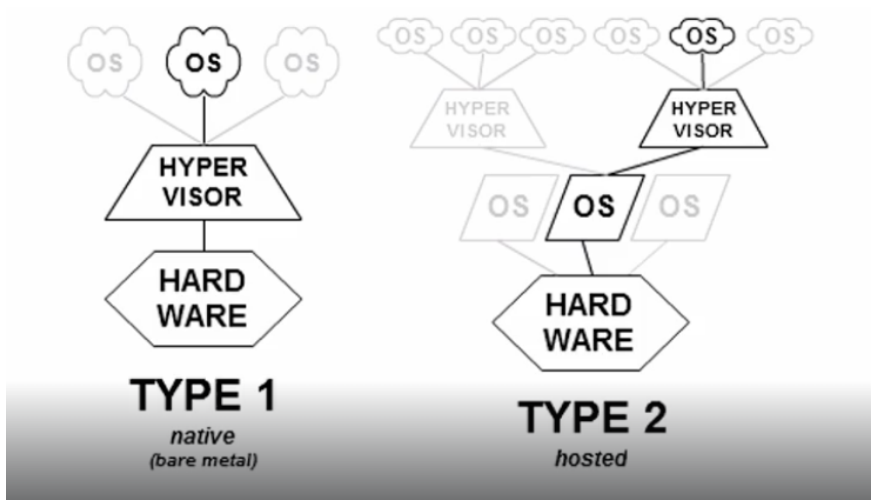 OS OS OS
HYPER
VISOR
HARD
WARE
TYPE 1
native
(bare metal)
OS OS OS OS OS OS
HYPER
VISOR
HYPER
VISOR
OS OS OS
HARD
WARE
TYPE 2
hosted